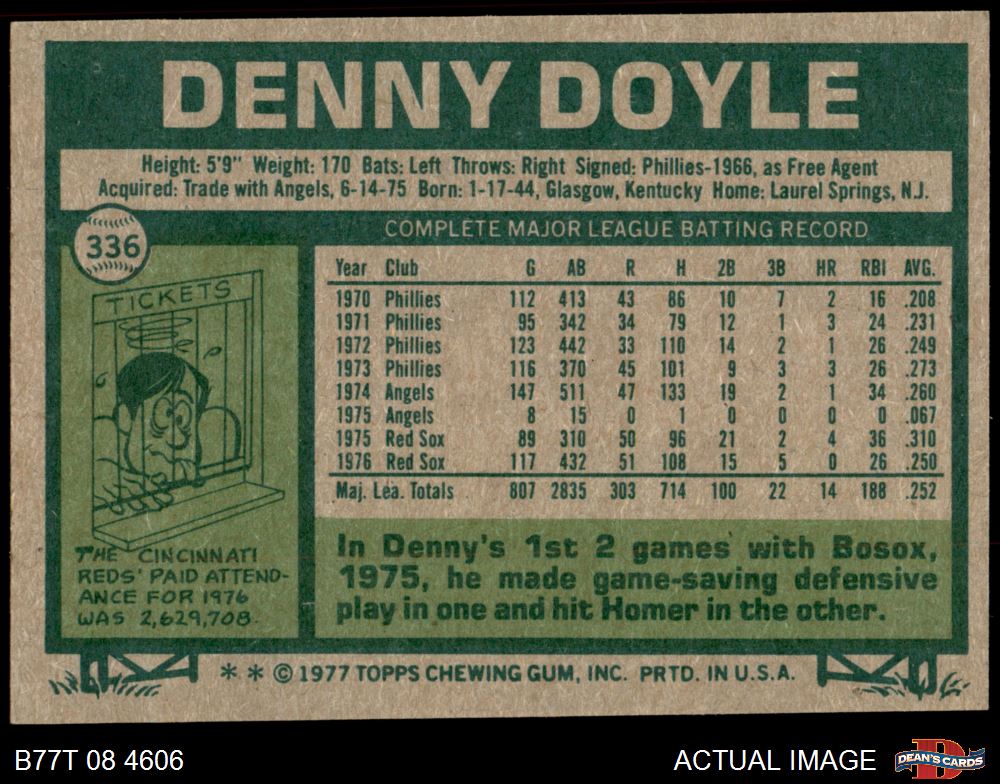 DENNY DOYLE
Height: 5'9" Weight: 170 Bats: Left Throws: Right Signed: Phillies-1966, as Free Agent
Acquired: Trade with Angels, 6-14-75 Born: 1-17-44, Glasgow, Kentucky Home: Laurel Springs, N.J.
336
COMPLETE MAJOR LEAGUE BATTING RECORD
Year Club G AB R H 2B 3B HR RBI AVG.
1970 Phillies 112 413 43 86 10 7 2 16 .208
1971 Phillies 95 342 34 79 12 1 3 24 .231
1972 Phillies 123 442 33 110 14 2 1 26 .249
1973 Phillies 116 370 45 101 9 3 3 26 .273
1974 Angels 147 511 47 133 19 2 1 34 .260
1975 Angels 8 15 0 1 0 0 0 0 .067
1975 Red Sox 89 310 50 96 21 2 4 36 .310
1976 Red Sox 117 432 51 108 15 5 0 26 .250
Maj. Lea. Totals 807 2835 303 714 100 22 14 188 .252
TICKETS
THE CINCINNATI
REDS' PAID ATTEND-
ANCE FOR 1976
WAS 2,629,708.
In Denny's 1st 2 games with Bosox,
1975, he made game-saving defensive
play in one and hit Homer in the other.
* * © 1977 TOPPS CHEWING GUM, INC. PRTD. IN U.S.A.
B77T 08 4606
ACTUAL IMAGE
D
DEAN'S CARDS